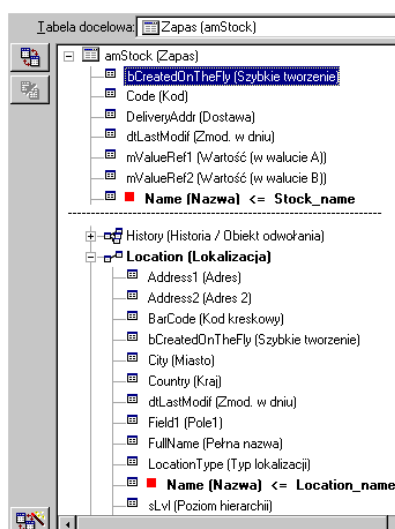 Tabela docelowa: Zapas (amStock)
amStock (Zapas)
bCreatedOnTheFly (Szybkie tworzenie)
Code (Kod)
DeliveryAddr (Dostawa)
dtLastModif (Zmod. w dniu)
mValueRef1 (Wartość (w walucie A))
mValueRef2 (Wartość (w walucie B))
Name (Nazwa) <= Stock_name
History (Historia / Obiekt odwołania)
Location (Lokalizacja)
Address1 (Adres)
Address2 (Adres 2)
BarCode (Kod kreskowy)
bCreatedOnTheFly (Szybkie tworzenie)
City (Miasto)
Country (Kraj)
dtLastModif (Zmod. w dniu)
Field1 (Pole1)
FullName (Pełna nazwa)
LocationType (Typ lokalizacji)
Name (Nazwa) <= Location_name
sLvl (Poziom hierarchii)